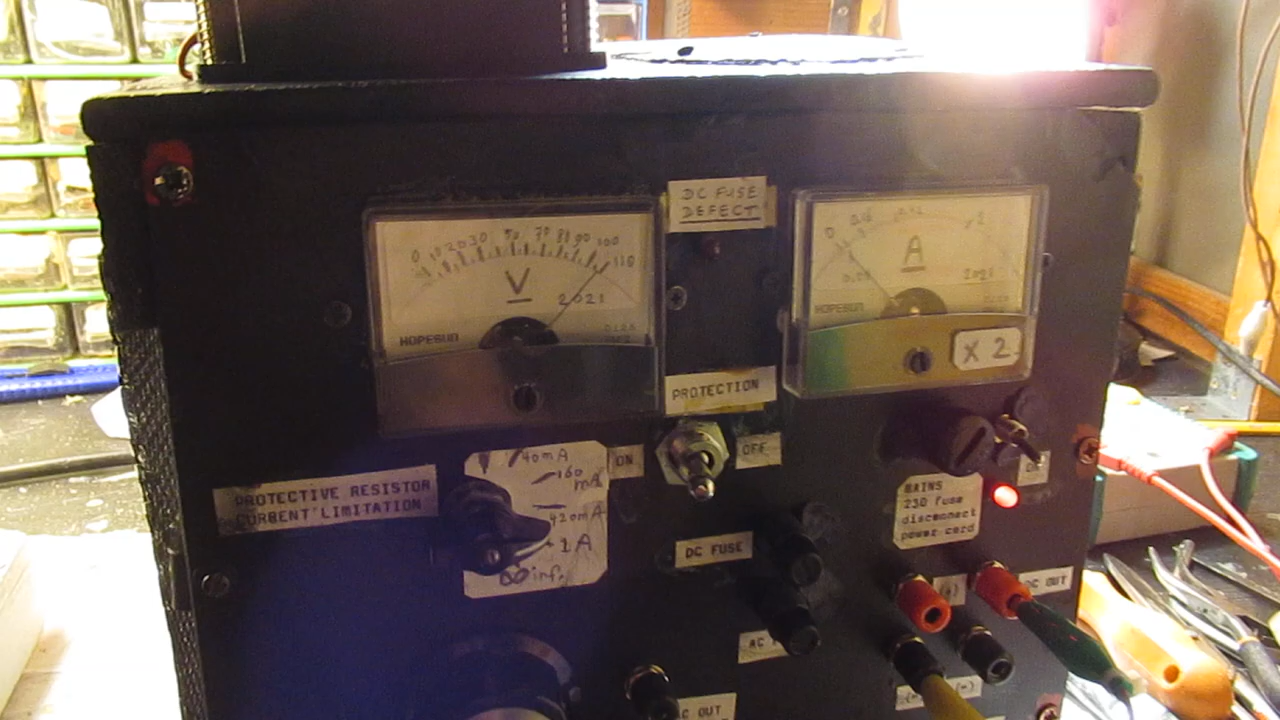 DC FUSE
DEFECT
0 10 20 30 50 70 80 90 100 110
V
2021
HOPESUN
0 1
A
2021
HOPESUN
X 2
PROTECTION
ON
OFF
PROTECTIVE RESISTOR
CURRENT LIMITATION
40mA
160
mA
420mA
1A
∞ inf.
MAINS
230 fuse
disconnect
power cord
DC FUSE
DC OUT
AC
AC OUT